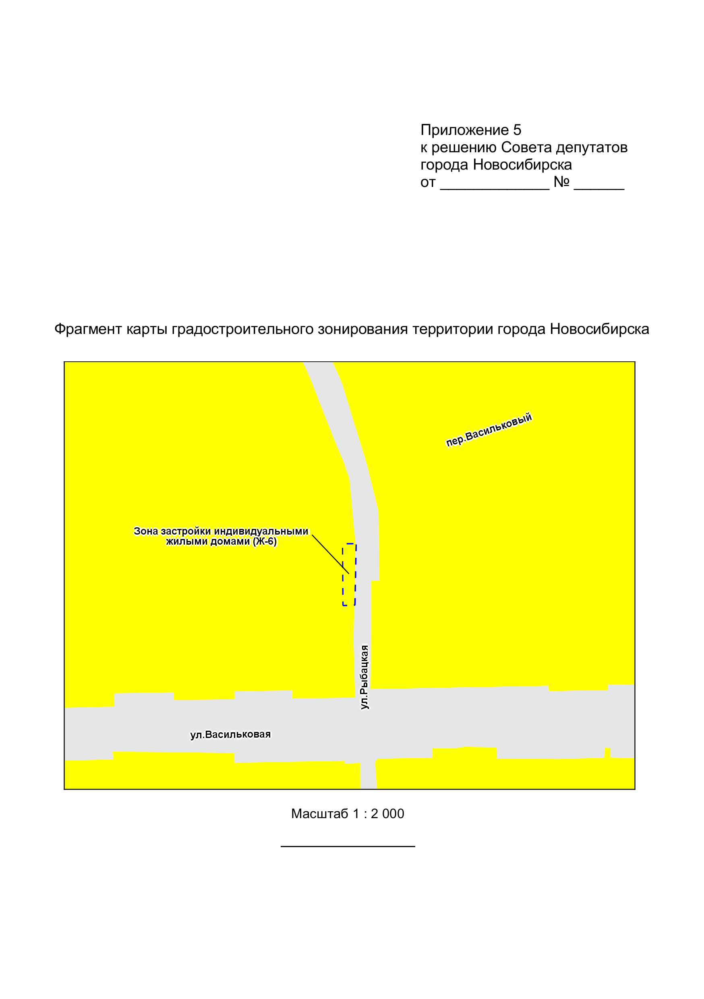 Приложение 5
к решению Совета депутатов
города Новосибирска
от _____________ № ______
Фрагмент карты градостроительного зонирования территории города Новосибирска
пер.Васильковый
Зона застройки индивидуальными
жилыми домами (Ж-6)
ул.Рыбацкая
ул.Васильковая
Масштаб 1 : 2 000